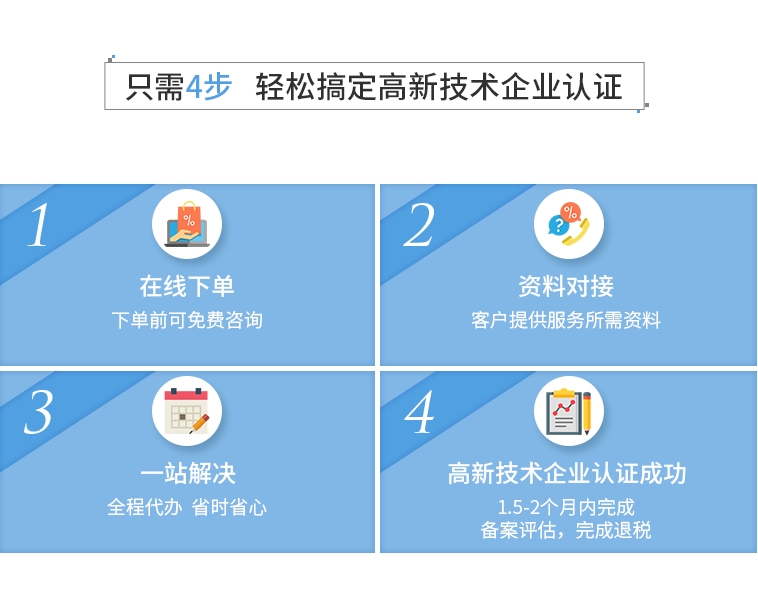 只需4步 轻松搞定高新技术企业认证
1
%
在线下单
下单前可免费咨询
2
%
?
资料对接
客户提供服务所需资料
3
一站解决
全程代办 省时省心
4
高新技术企业认证成功
1.5-2个月内完成
备案评估，完成退税